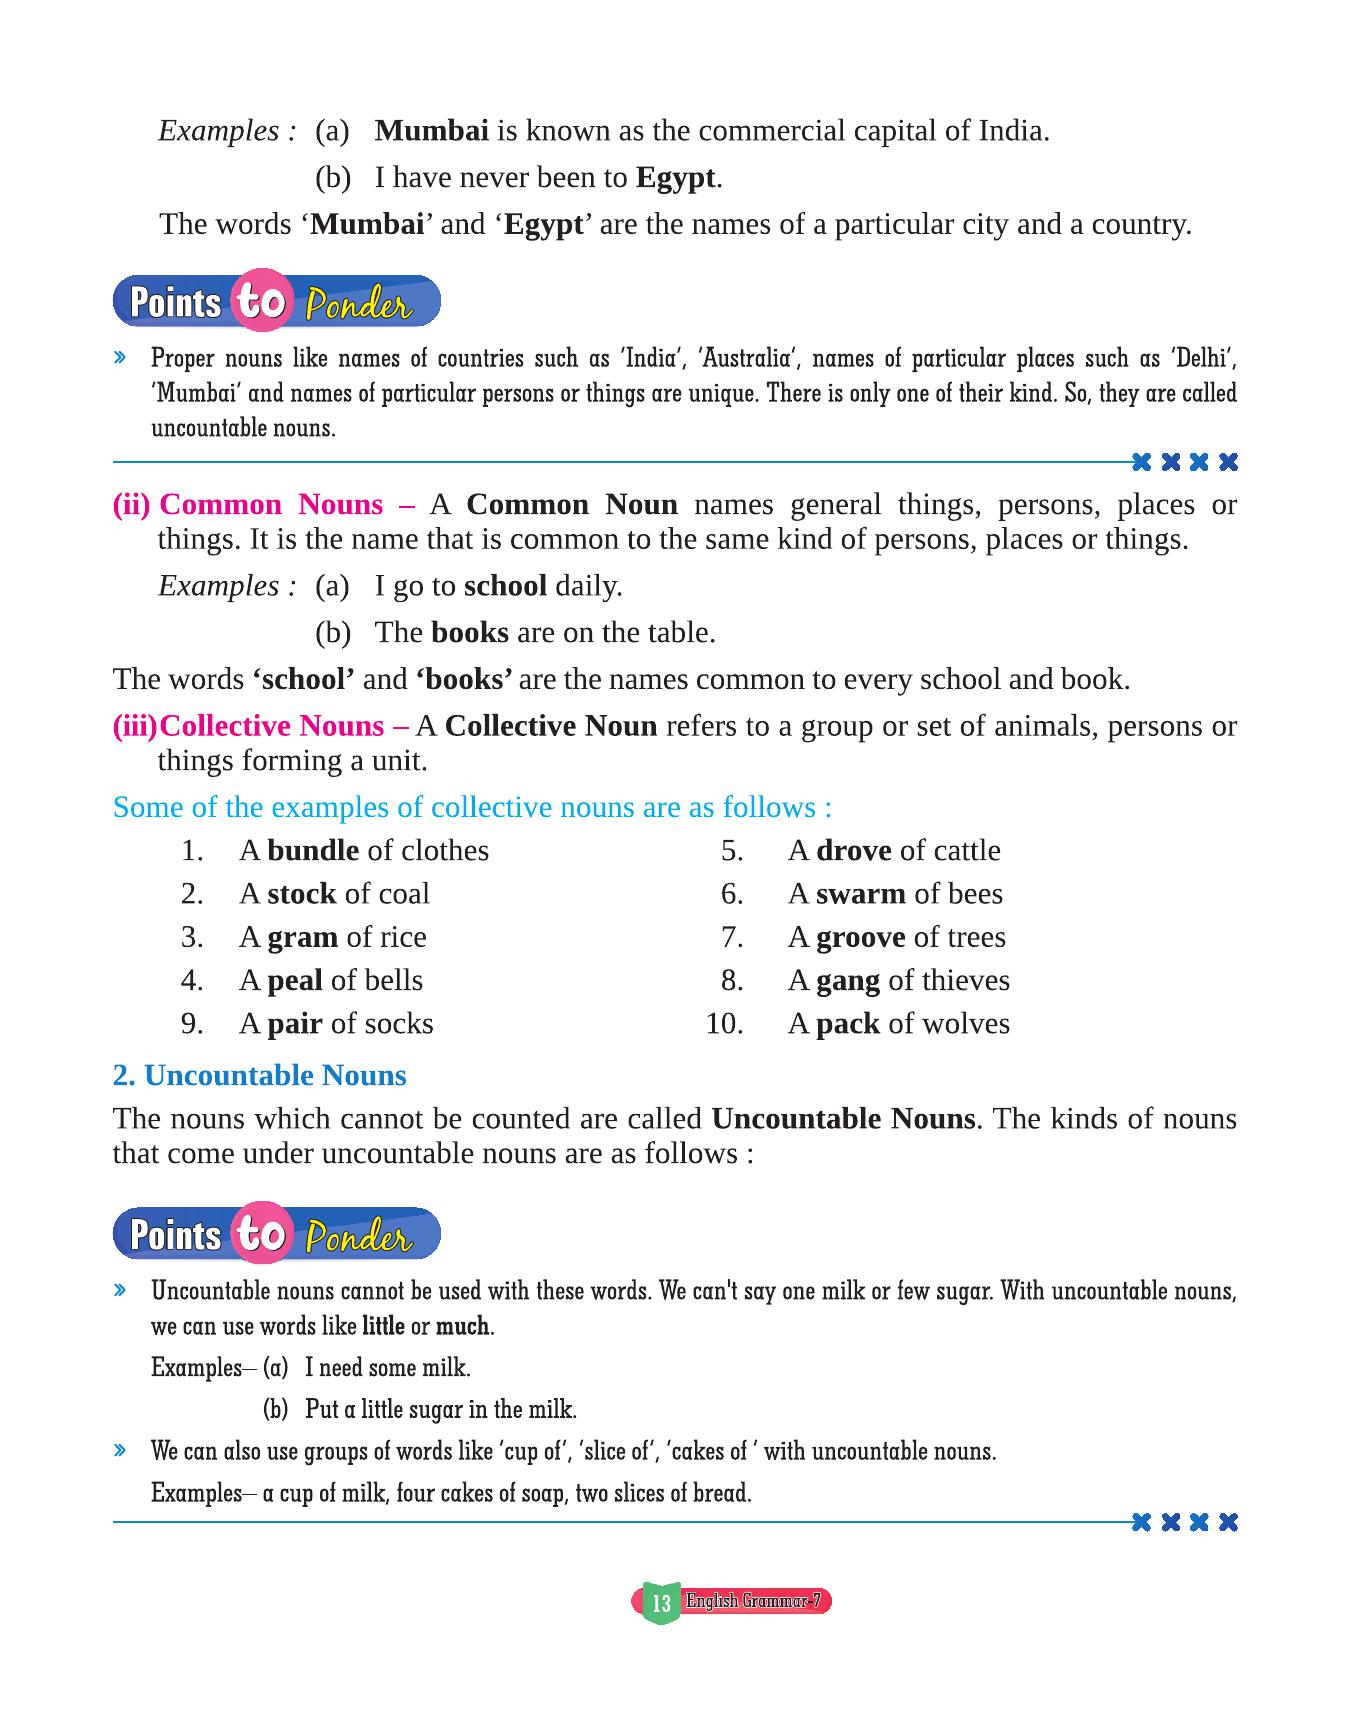 Examples : (a) Mumbai is known as the commercial capital of India.
(b) I have never been to Egypt.
The words ‘Mumbai’ and ‘Egypt’ are the names of a particular city and a country.
Points to Ponder
» Proper nouns like names of countries such as ‘India’, ‘Australia’, names of particular places such as ‘Delhi’,
‘Mumbai’ and names of particular persons or things are unique. There is only one of their kind. So, they are called
uncountable nouns.
(ii) Common Nouns – A Common Noun names general things, persons, places or
things. It is the name that is common to the same kind of persons, places or things.
Examples : (a) I go to school daily.
(b) The books are on the table.
The words ‘school’ and ‘books’ are the names common to every school and book.
(iii)Collective Nouns – A Collective Noun refers to a group or set of animals, persons or
things forming a unit.
Some of the examples of collective nouns are as follows :
1. A bundle of clothes 5. A drove of cattle
2. A stock of coal 6. A swarm of bees
3. A gram of rice 7. A groove of trees
4. A peal of bells 8. A gang of thieves
9. A pair of socks 10. A pack of wolves
2. Uncountable Nouns
The nouns which cannot be counted are called Uncountable Nouns. The kinds of nouns
that come under uncountable nouns are as follows :
Points to Ponder
» Uncountable nouns cannot be used with these words. We can't say one milk or few sugar. With uncountable nouns,
we can use words like little or much.
Examples– (a) I need some milk.
(b) Put a little sugar in the milk.
» We can also use groups of words like ‘cup of’, ‘slice of’, ‘cakes of ’ with uncountable nouns.
Examples– a cup of milk, four cakes of soap, two slices of bread.
13 English Grammar-7